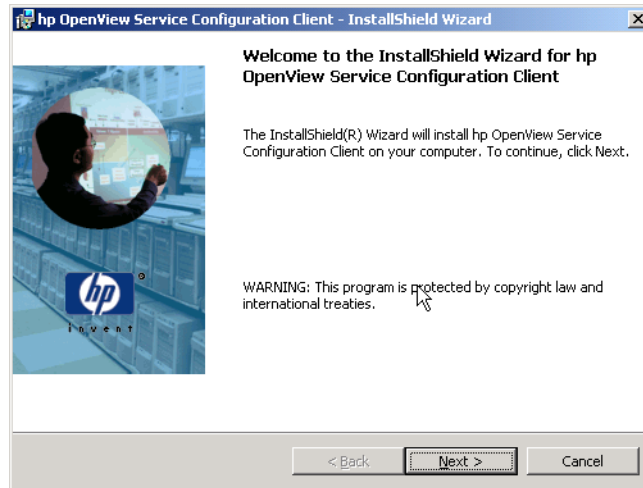 hp OpenView Service Configuration Client - InstallShield Wizard
Welcome to the InstallShield Wizard for hp
OpenView Service Configuration Client
The InstallShield(R) Wizard will install hp OpenView Service
Configuration Client on your computer. To continue, click Next.
hp
®
invent
WARNING: This program is protected by copyright law and
international treaties.
< Back
Next >
Cancel